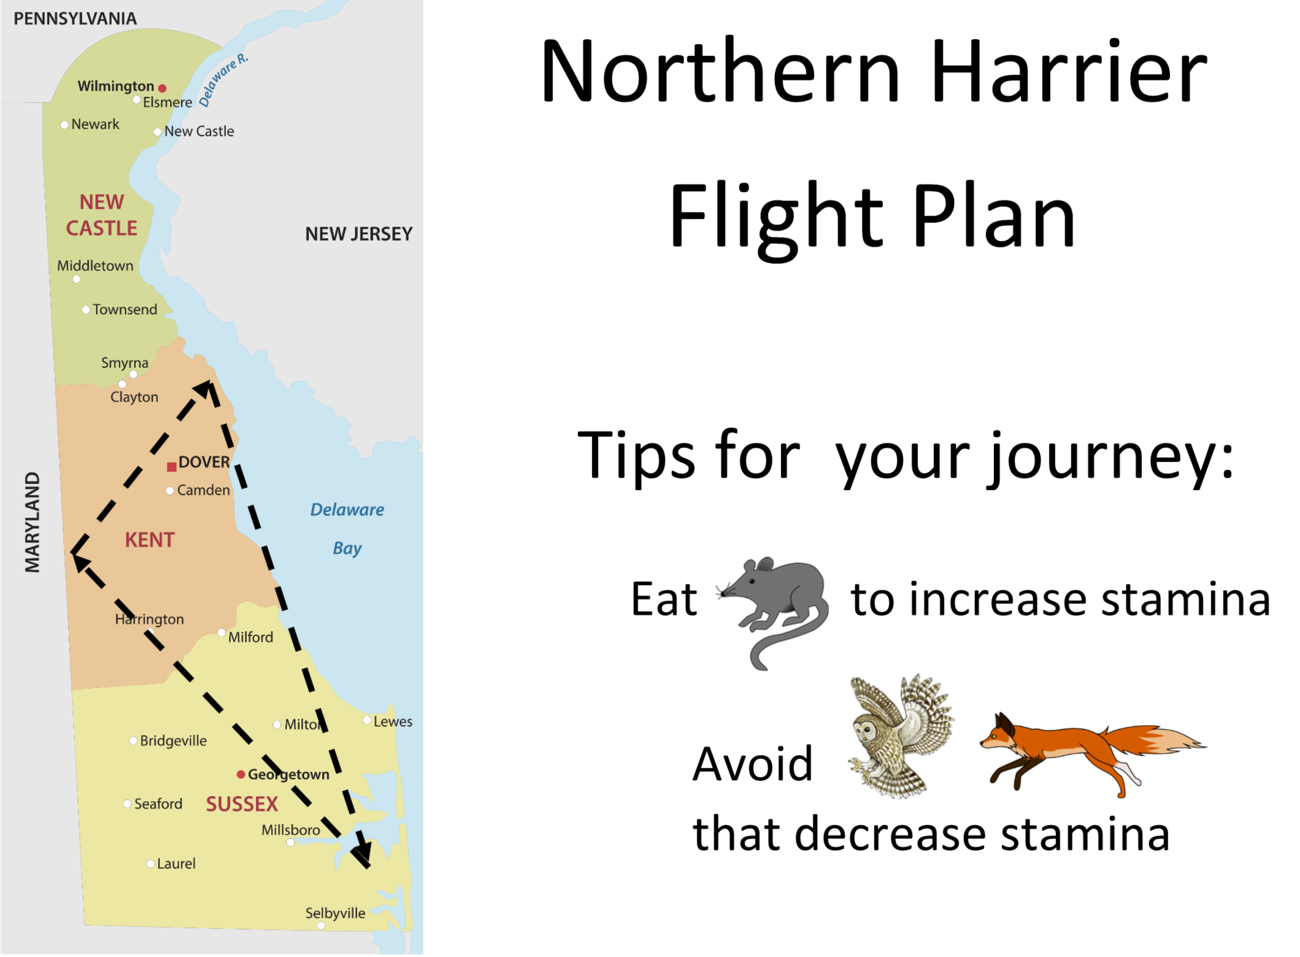 PENNSYLVANIA
Wilmington
Elsmere
Delaware R.
Newark
New Castle
NEW
CASTLE
NEW JERSEY
Middletown
Townsend
Smyrna
Clayton
DOVER
Camden
MARYLAND
KENT
Delaware
Bay
Harrington
Milford
Milton
Lewes
Bridgeville
Georgetown
Seaford
SUSSEX
Millsboro
Laurel
Selbyville
Northern Harrier
Flight Plan
Tips for your journey:
Eat to increase stamina
Avoid
that decrease stamina